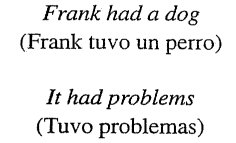 Frank had a dog
(Frank tuvo un perro)
It had problems
(Tuvo problemas)